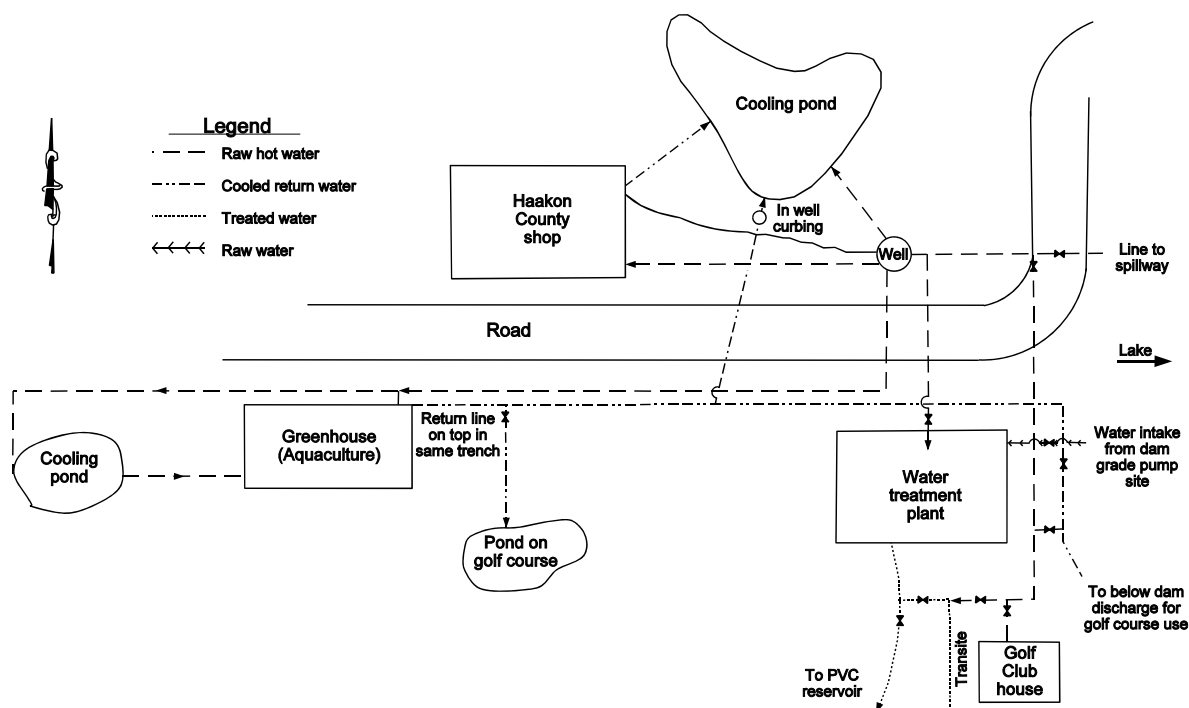 Legend
Raw hot water
Cooled return water
Treated water
Raw water
Cooling pond
Haakon
County
shop
In well
curbing
Well
Line to
spillway
Road
Lake
Return line
on top in
same trench
Greenhouse
(Aquaculture)
Cooling
pond
Pond on
golf course
Water
treatment
plant
Water intake
from dam
grade pump
site
To below dam
discharge for
golf course use
Golf
Club
house
Transite
To PVC
reservoir